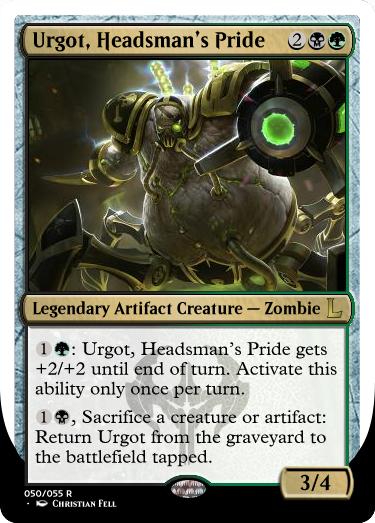 Urgot, Headsman's Pride 2
Legendary Artifact Creature — Zombie L
1 : Urgot, Headsman's Pride gets
+2/+2 until end of turn. Activate this
ability only once per turn.
1 , Sacrifice a creature or artifact:
Return Urgot from the graveyard to
the battlefield tapped.
3/4
050/055 R
· Christian Fell